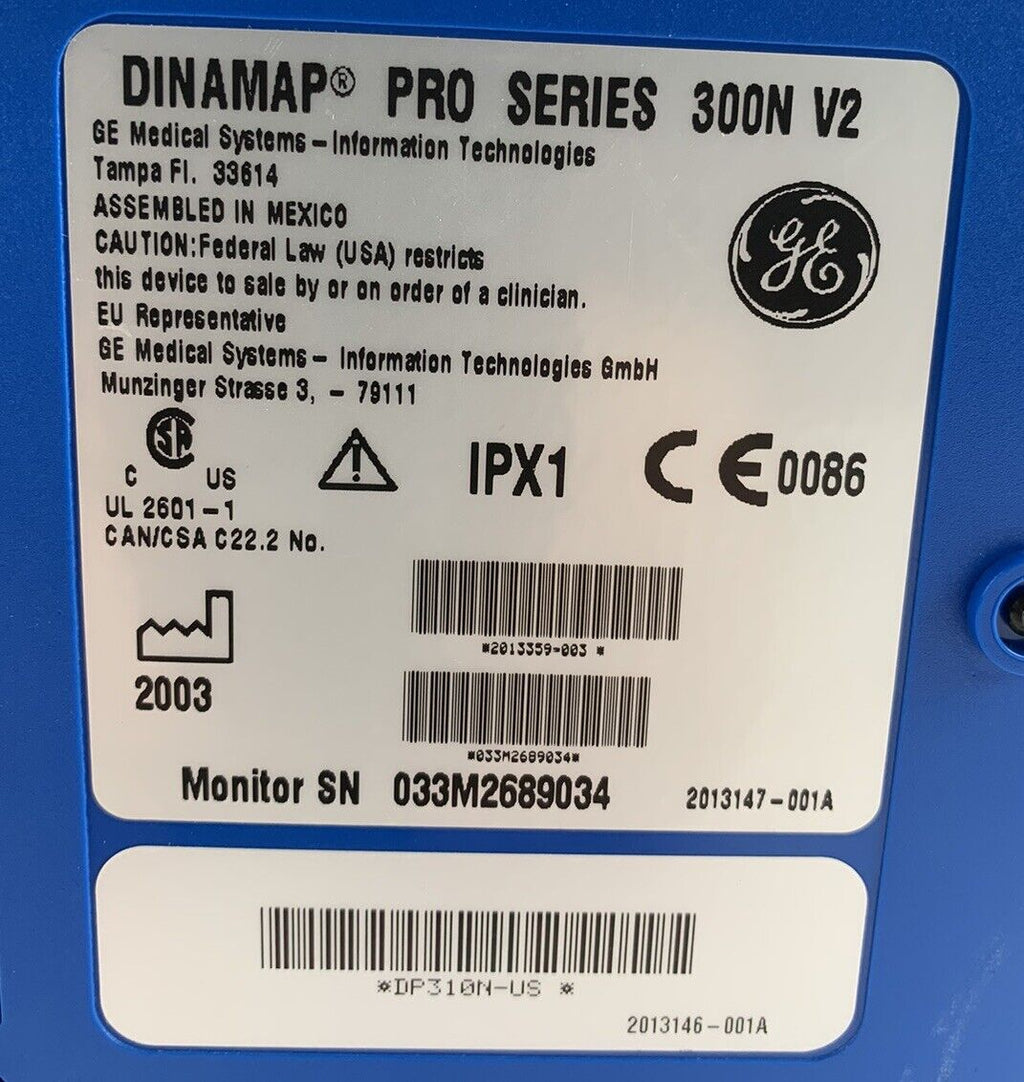 DINAMAP® PRO SERIES 300N V2
GE Medical Systems – Information Technologies
Tampa Fl. 33614
ASSEMBLED IN MEXICO
CAUTION:Federal Law (USA) restricts
this device to sale by or on order of a clinician.
EU Representative
GE Medical Systems – Information Technologies GmbH
Munzinger Strasse 3, – 79111
GE
SA
C US
UL 2601–1
CAN/CSA C22.2 No.
IPX1
CE 0086
2003
*2013359-003 *
*033M2689034*
Monitor SN 033M2689034
2013147–001A
*DP310N-US *
2013146–001A